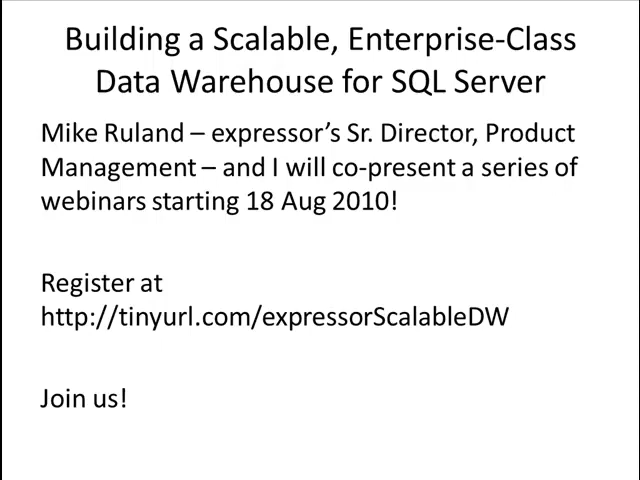 Building a Scalable, Enterprise-Class
Data Warehouse for SQL Server
Mike Ruland – expressor’s Sr. Director, Product
Management – and I will co-present a series of
webinars starting 18 Aug 2010!
Register at
http://tinyurl.com/expressorScalableDW
Join us!